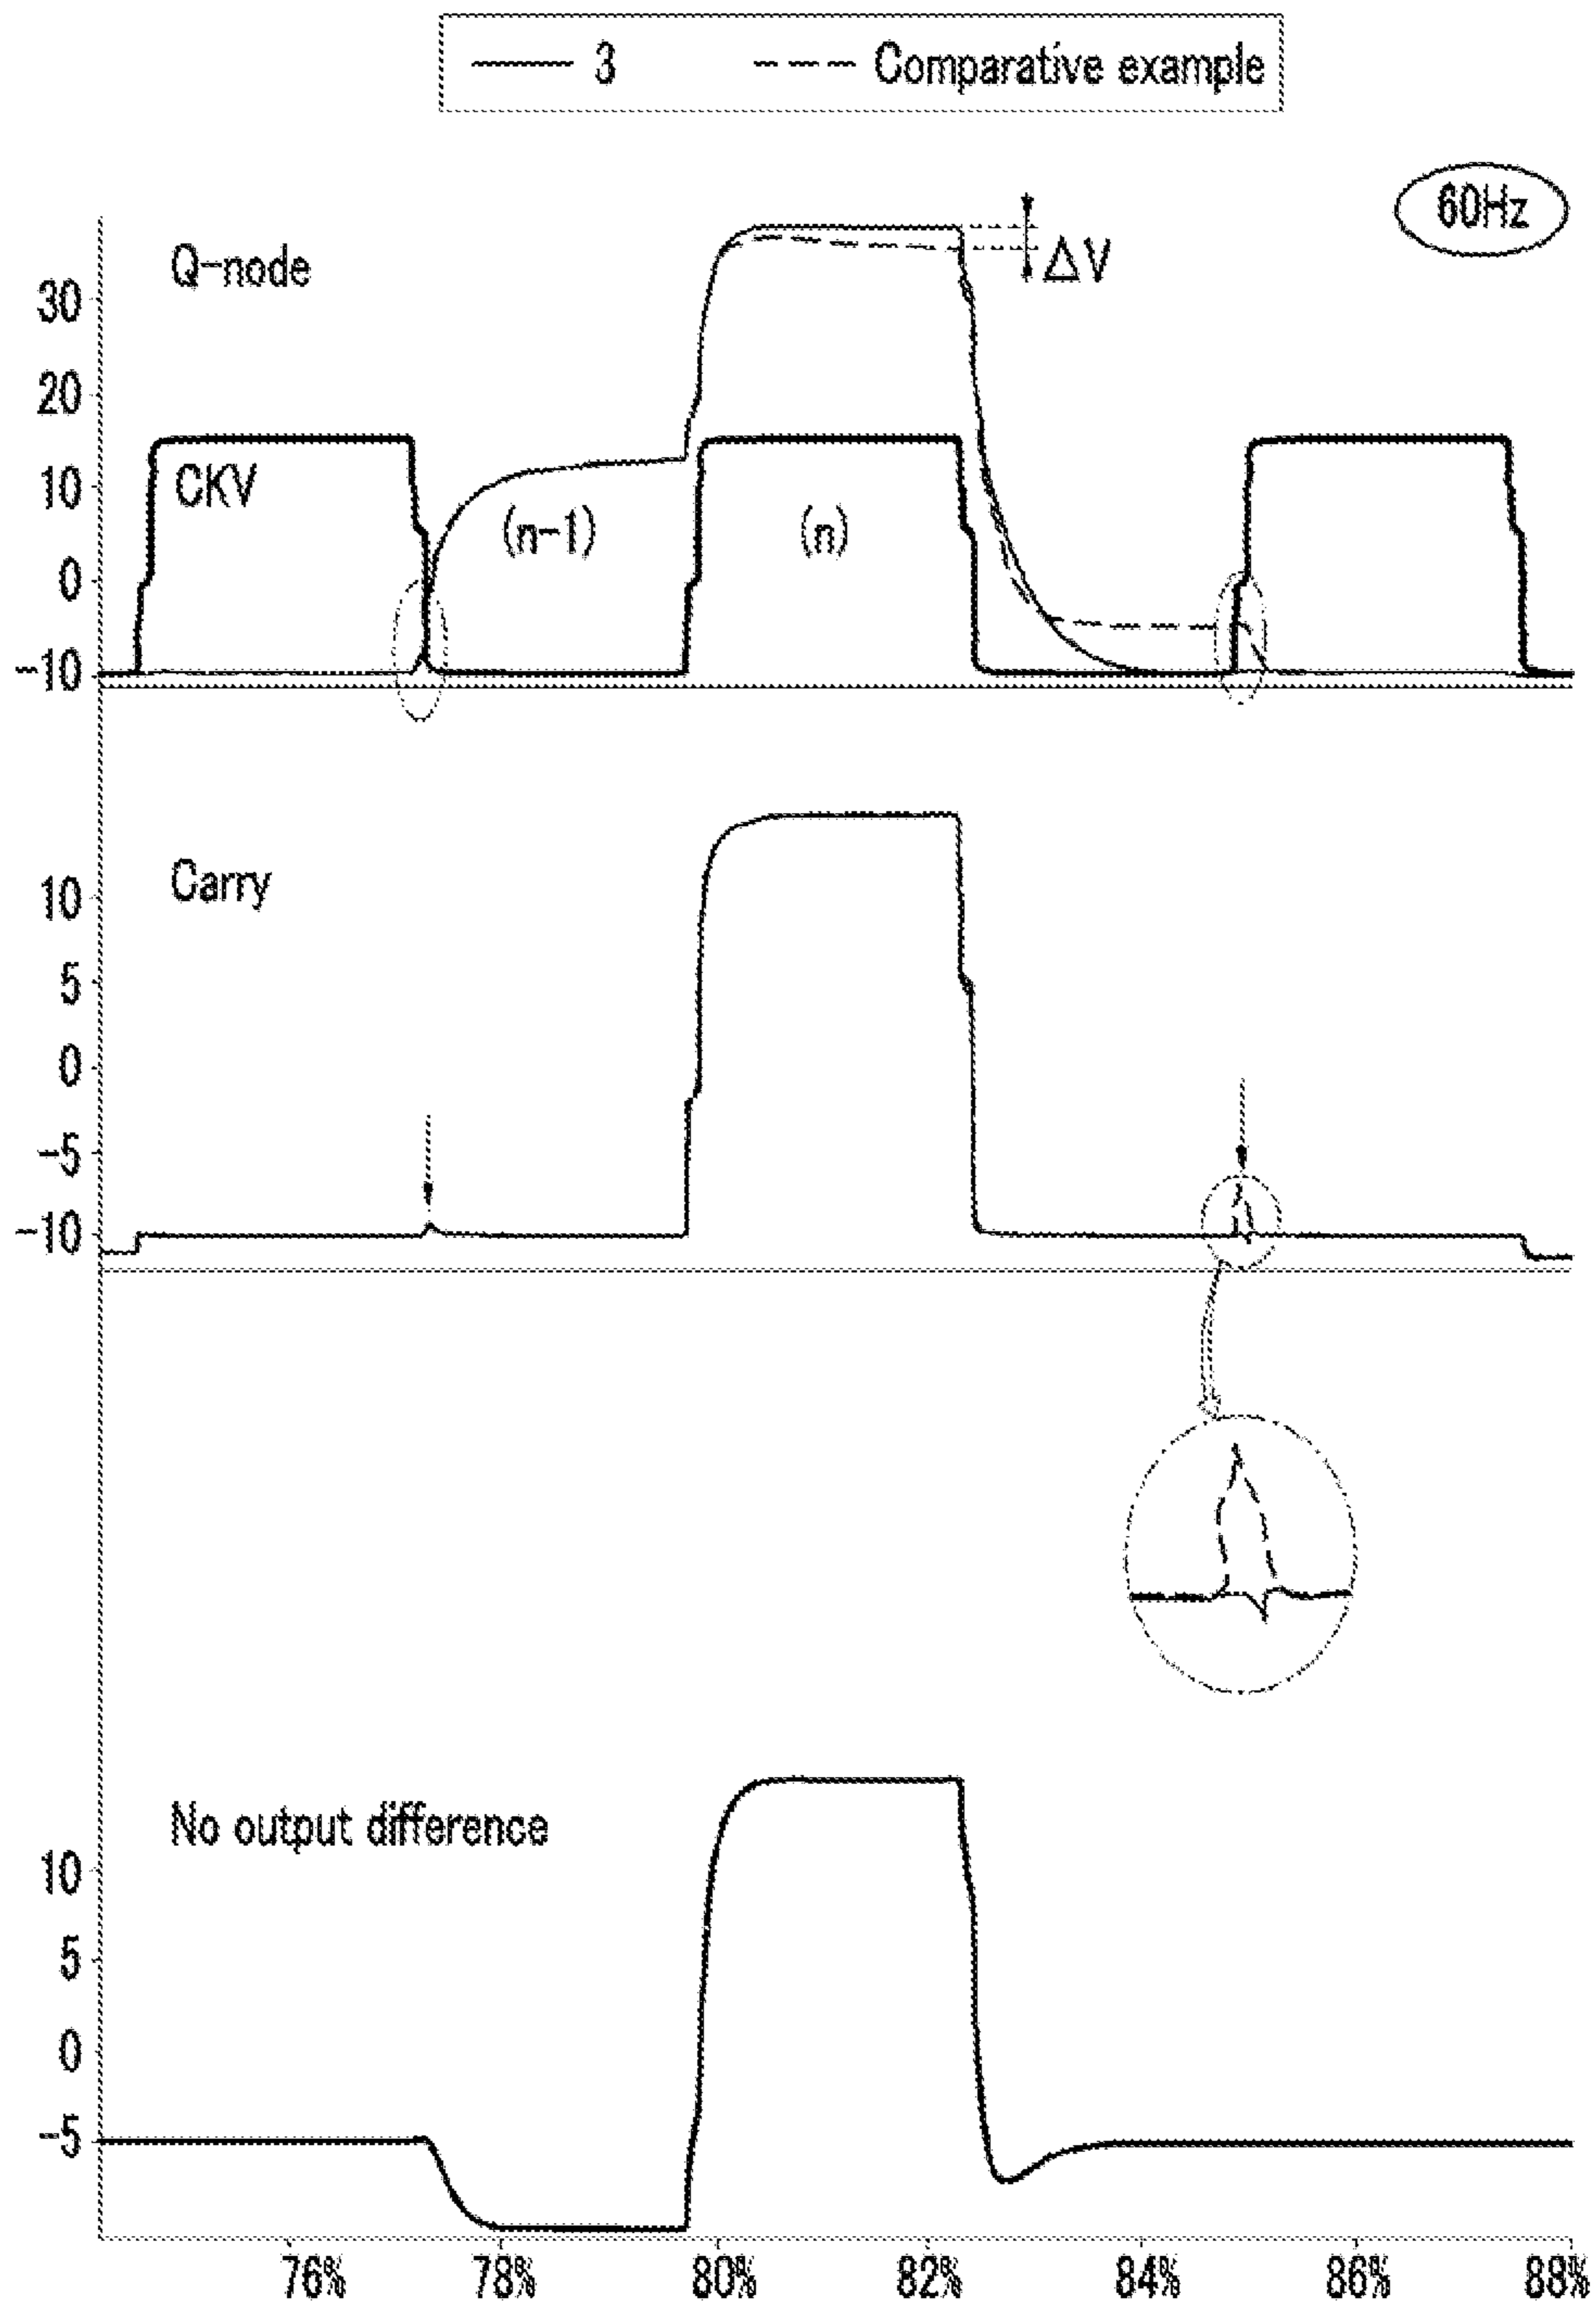 3 Comparative example
60Hz
Q-node
ΔV
30
20
10
0
-10
CKV
(n-1)
(n)
Carry
10
5
0
-5
-10
No output difference
10
5
0
-5
76% 78% 80% 82% 84% 86% 88%